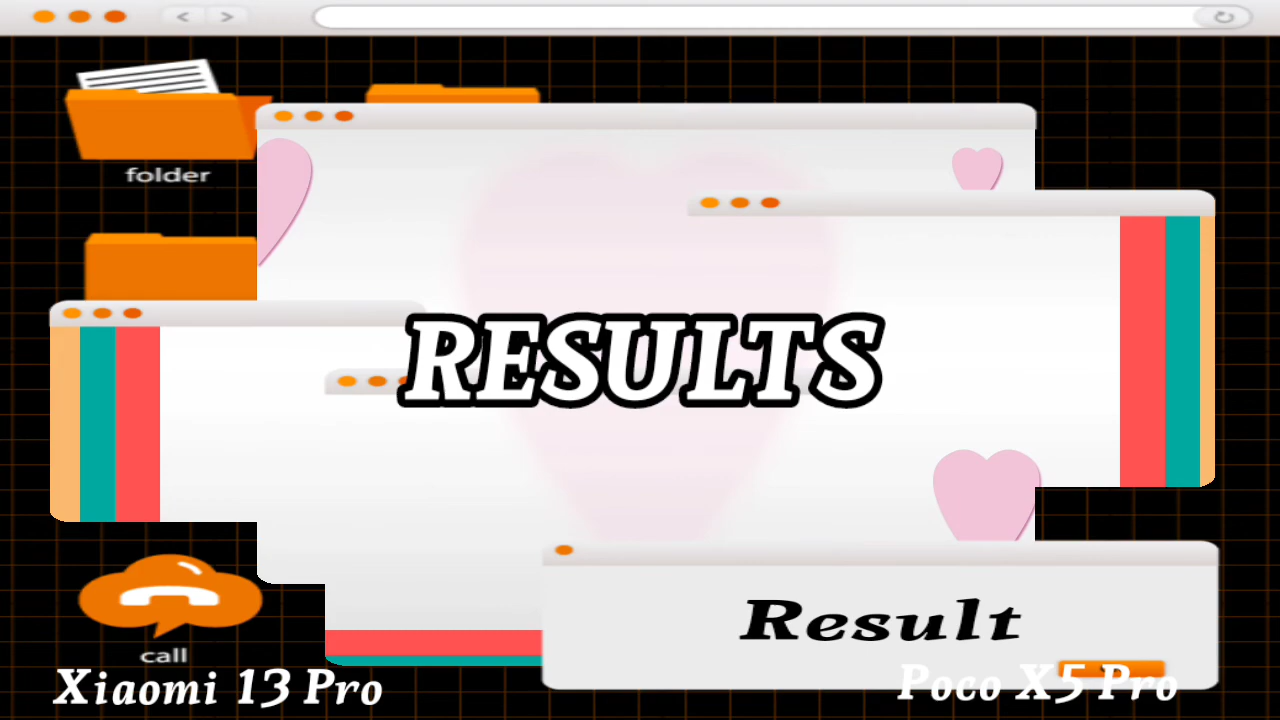 folder
RESULTS
Result
call
Xiaomi 13 Pro
Poco X5 Pro